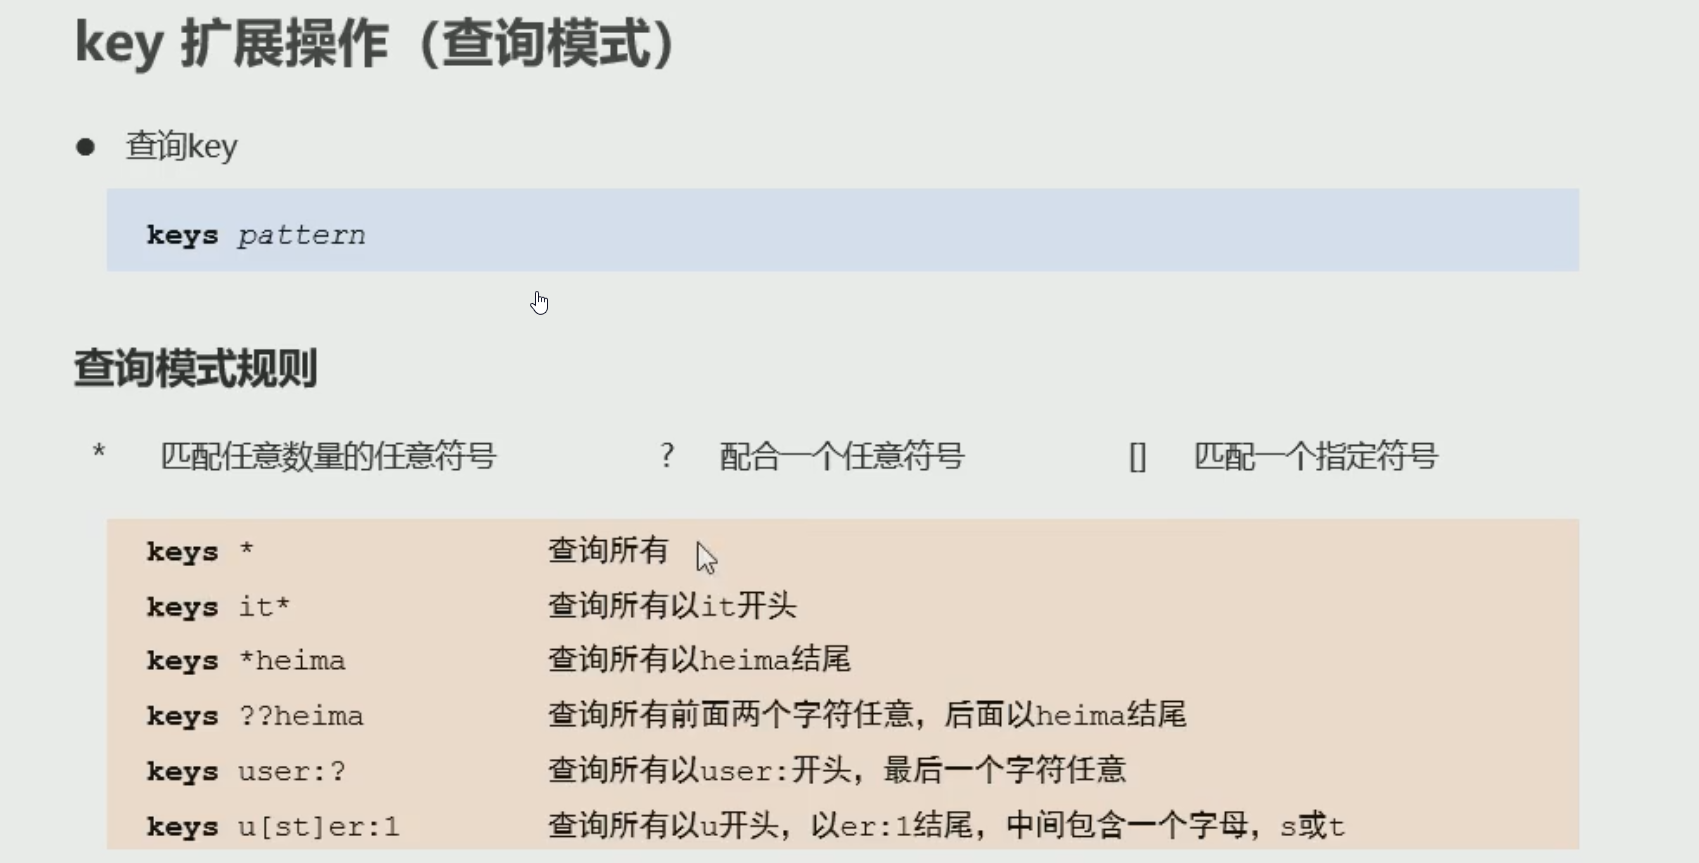 key 扩展操作（查询模式）
● 查询key
keys pattern
查询模式规则
* 匹配任意数量的任意符号 ? 配合一个任意符号 [] 匹配一个指定符号
keys * 查询所有
keys it* 查询所有以it开头
keys *heima 查询所有以heima结尾
keys ??heima 查询所有前面两个字符任意，后面以heima结尾
keys user:? 查询所有以user:开头，最后一个字符任意
keys u[st]er:1 查询所有以u开头，以er:1结尾，中间包含一个字母，s或t